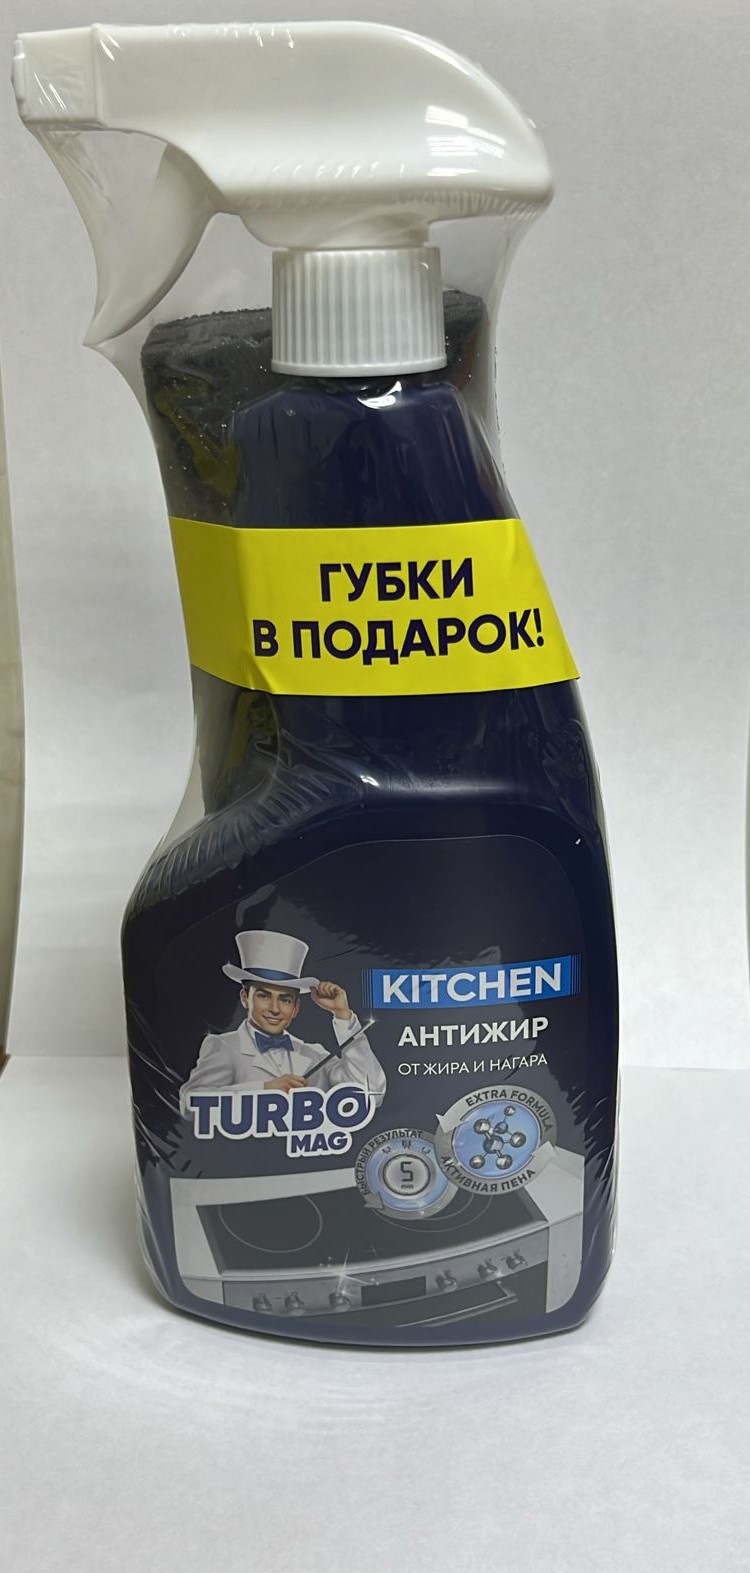 ГУБКИ
В ПОДАРОК!
KITCHEN
АНТИЖИР
ОТ ЖИРА И НАГАРА
TURBO
MAG
EXTRA FORMULA
АКТИВНАЯ ПЕНА
БЫСТРЫЙ РЕЗУЛЬТАТ
5